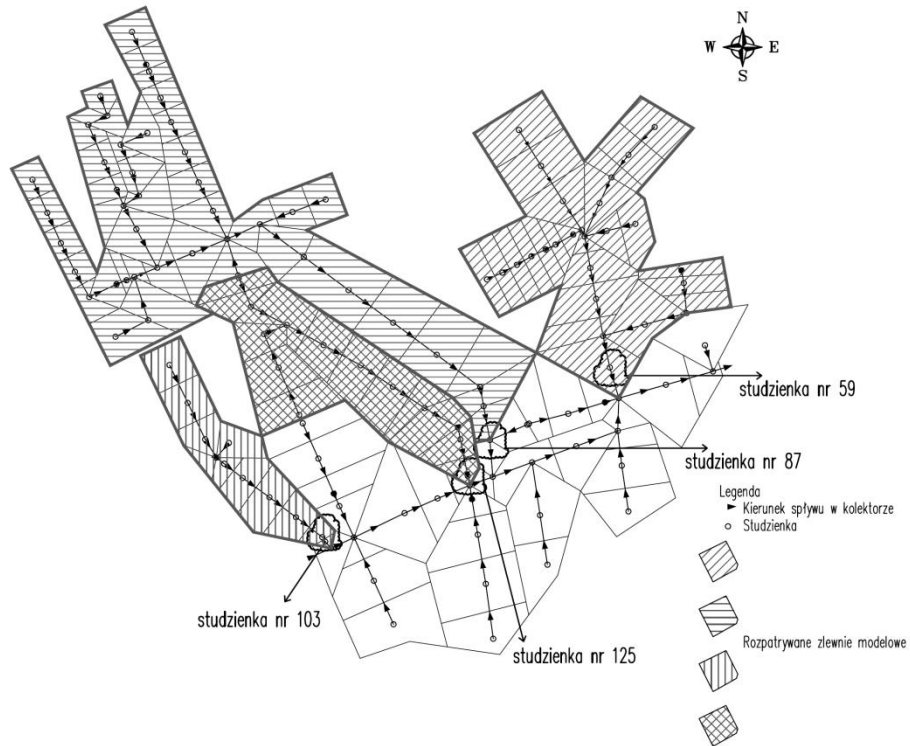 N
W E
S
studzienka nr 59
studzienka nr 87
Legenda
Kierunek spływu w kolektorze
Studzienka
studzienka nr 103
Rozpatrywane zlewnie modelowe
studzienka nr 125